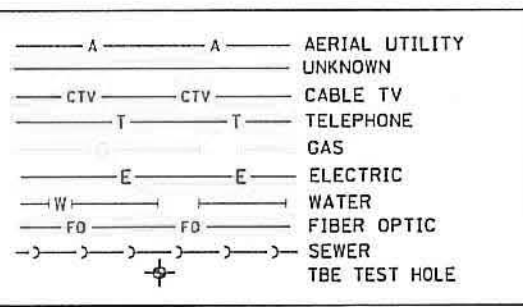 A A AERIAL UTILITY
UNKNOWN
CTV CTV CABLE TV
T T TELEPHONE
GAS
E E ELECTRIC
W WATER
FO FO FIBER OPTIC
SEWER
TBE TEST HOLE